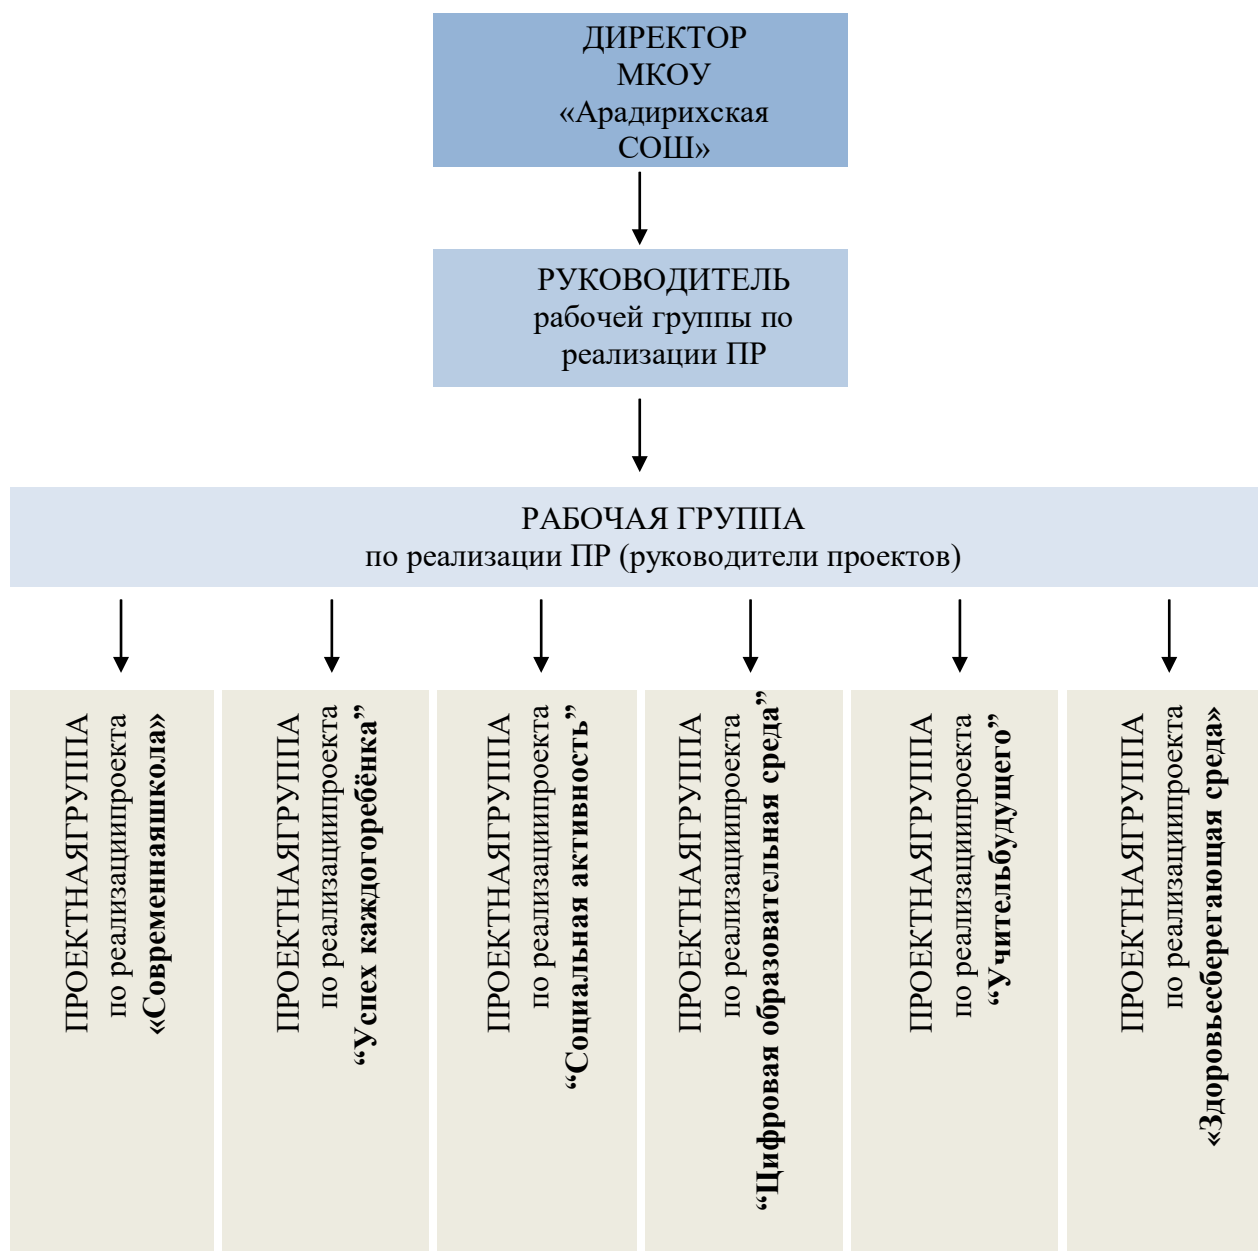 ДИРЕКТОР
МКОУ
«Арадирихская
СОШ»
РУКОВОДИТЕЛЬ
рабочей группы по
реализации ПР
РАБОЧАЯ ГРУППА
по реализации ПР (руководители проектов)
ПРОЕКТНАЯГРУППА
по реализациипроекта
«Современнаяшкола»
ПРОЕКТНАЯГРУППА
по реализациипроекта
“Успех каждогоребёнка”
ПРОЕКТНАЯГРУППА
по реализациипроекта
“Социальная активность”
ПРОЕКТНАЯГРУППА
по реализациипроекта
“Цифровая образовательная среда”
ПРОЕКТНАЯГРУППА
по реализациипроекта
“Учительбудущего”
ПРОЕКТНАЯГРУППА
по реализациипроекта
«Здоровьесберегающая среда»